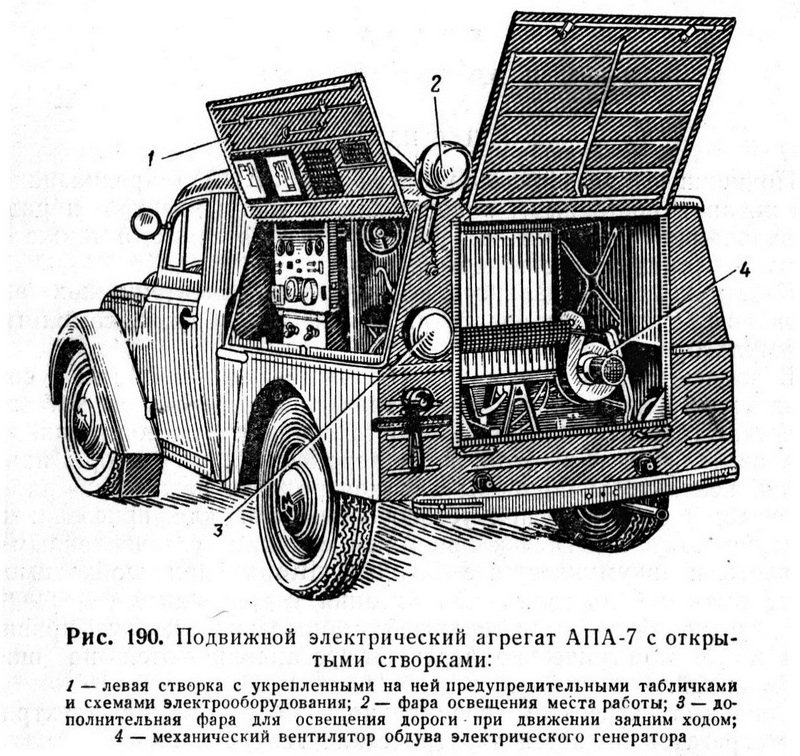 1
2
4
3
Рис. 190. Подвижной электрический агрегат АПА-7 с откры-
тыми створками:
1 — левая створка с укрепленными на ней предупредительными табличками
и схемами электрооборудования; 2 — фара освещения места работы; 3 — до-
полнительная фара для освещения дороги при движении задним ходом;
4 — механический вентилятор обдува электрического генератора